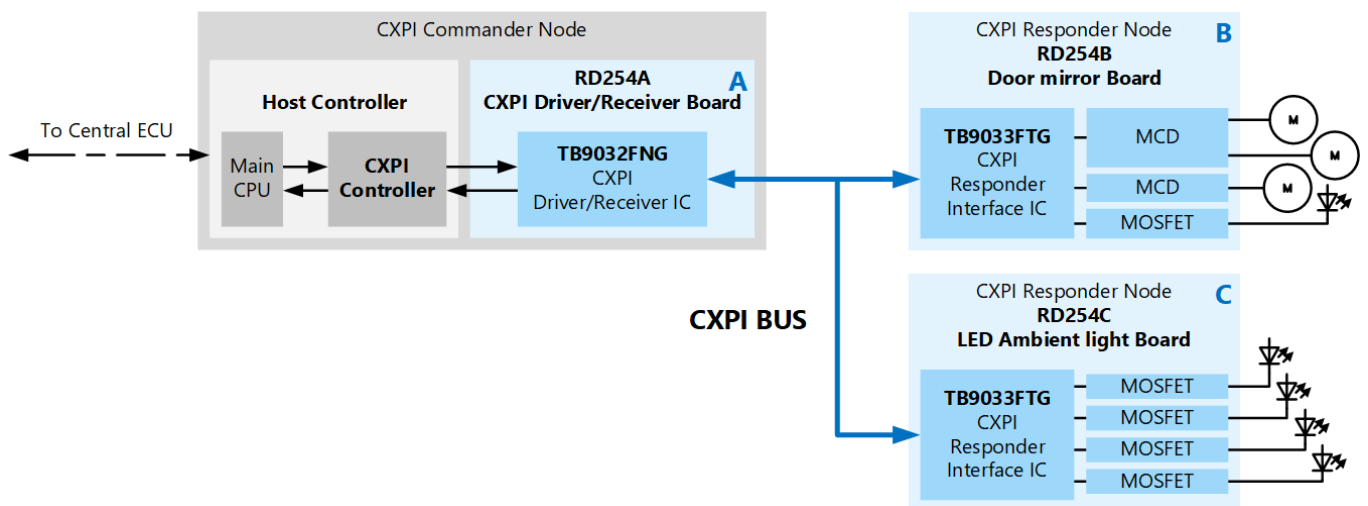 CXPI Commander Node
Host Controller
To Central ECU
Main
CPU
CXPI
Controller
RD254A
CXPI Driver/Receiver Board
A
TB9032FNG
CXPI
Driver/Receiver IC
CXPI BUS
CXPI Responder Node
B
RD254B
Door mirror Board
TB9033FTG
CXPI
Responder
Interface IC
MCD
MCD
MOSFET
M
M
M
CXPI Responder Node
C
RD254C
LED Ambient light Board
TB9033FTG
CXPI
Responder
Interface IC
MOSFET
MOSFET
MOSFET
MOSFET